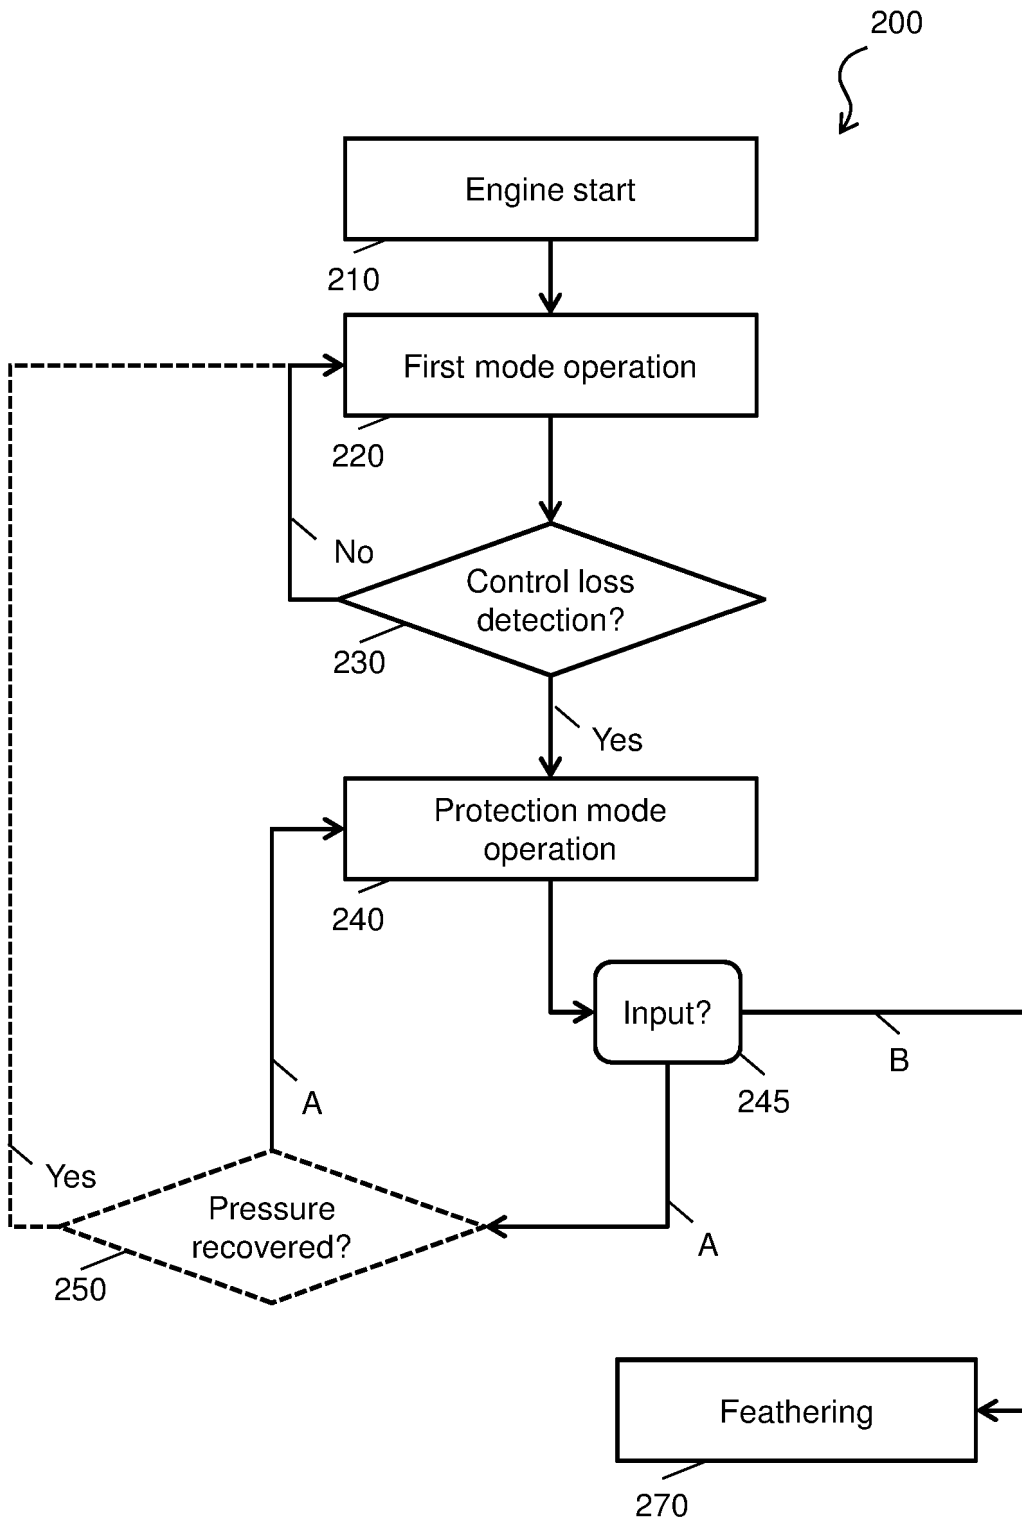 200
Engine start
210
First mode operation
220
No
Control loss
detection?
230
Yes
Protection mode
operation
240
Input?
B
245
A
Yes
Pressure
recovered?
A
250
Feathering
270